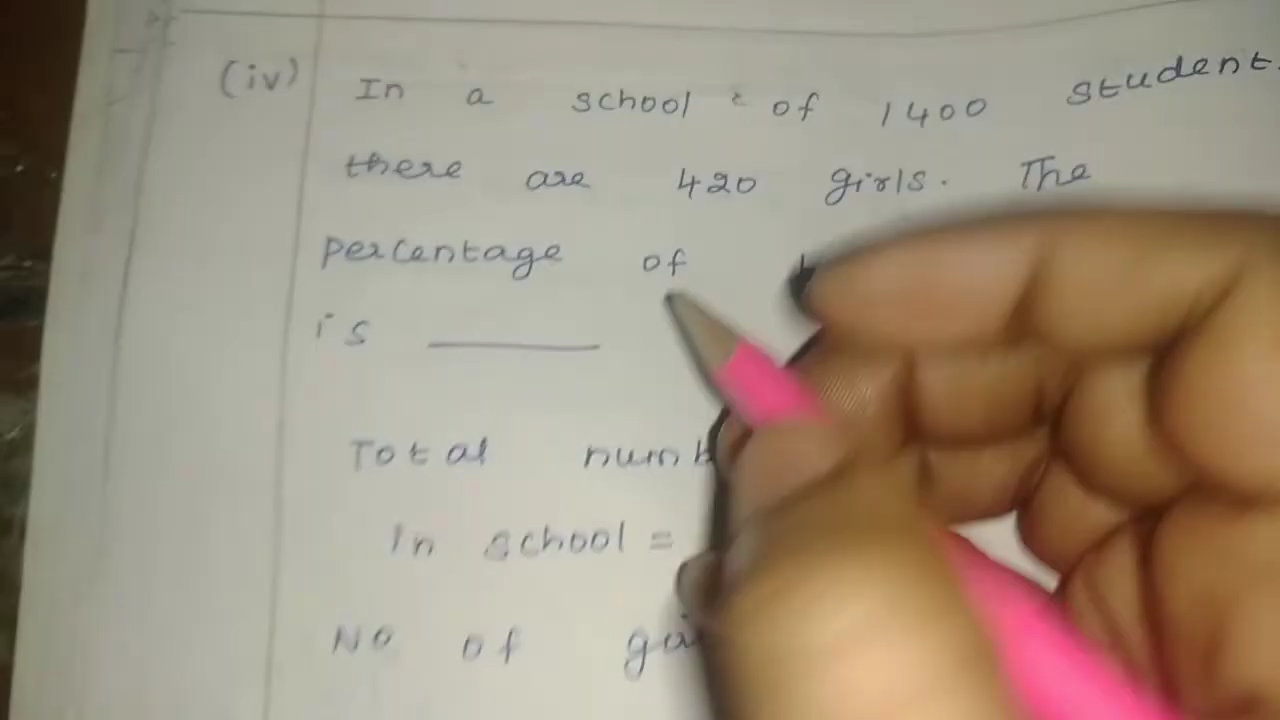 (iv) In a school of 1400 student
there are 420 girls. The
percentage of
is
Total numb
in school =
No of